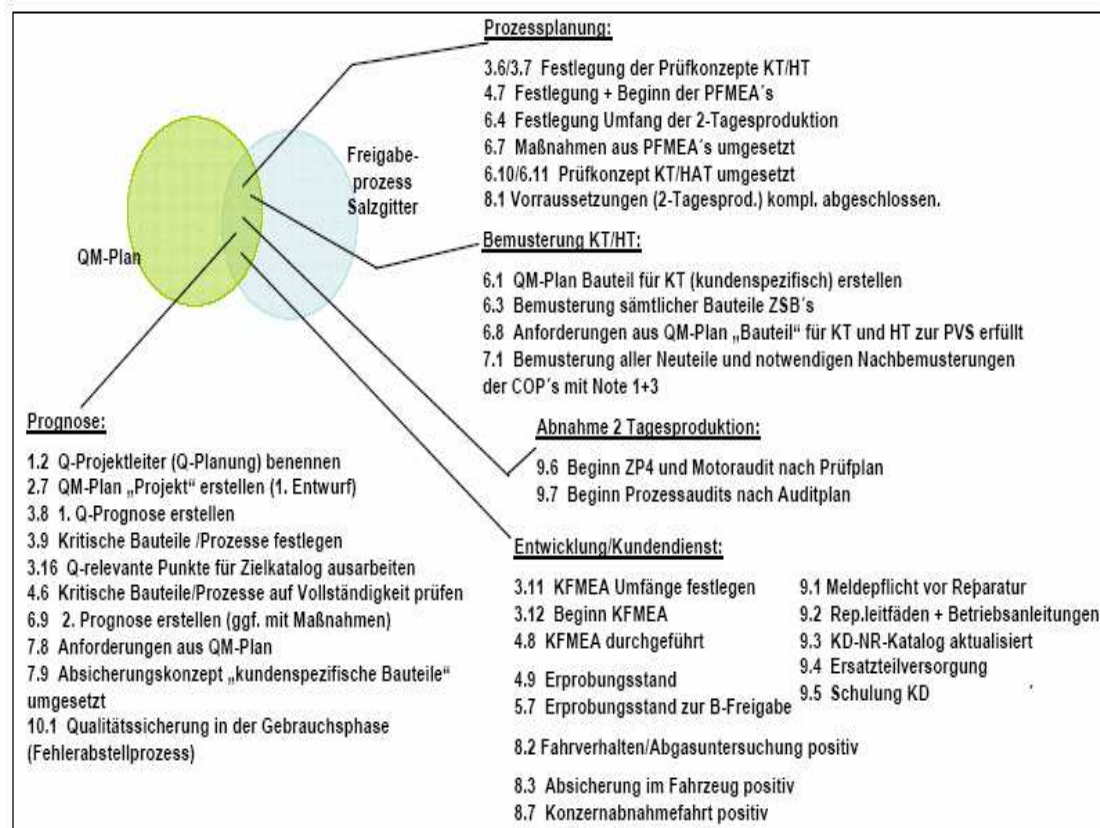 Prozessplanung:
3.6/3.7 Festlegung der Prüfkonzepte KT/HT
4.7 Festlegung + Beginn der PFMEA´s
6.4 Festlegung Umfang der 2-Tagesproduktion
6.7 Maßnahmen aus PFMEA´s umgesetzt
6.10/6.11 Prüfkonzept KT/HAT umgesetzt
8.1 Vorraussetzungen (2-Tagesprod.) kompl. abgeschlossen.
Freigabe-
prozess
Salzgitter
QM-Plan
Bemusterung KT/HT:
6.1 QM-Plan Bauteil für KT (kundenspezifisch) erstellen
6.3 Bemusterung sämtlicher Bauteile ZSB´s
6.8 Anforderungen aus QM-Plan „Bauteil“ für KT und HT zur PVS erfüllt
7.1 Bemusterung aller Neuteile und notwendigen Nachbemusterungen
der COP´s mit Note 1+3
Prognose:
1.2 Q-Projektleiter (Q-Planung) benennen
2.7 QM-Plan „Projekt“ erstellen (1. Entwurf)
3.8 1. Q-Prognose erstellen
3.9 Kritische Bauteile /Prozesse festlegen
3.16 Q-relevante Punkte für Zielkatalog ausarbeiten
4.6 Kritische Bauteile/Prozesse auf Vollständigkeit prüfen
6.9 2. Prognose erstellen (ggf. mit Maßnahmen)
7.8 Anforderungen aus QM-Plan
7.9 Absicherungskonzept „kundenspezifische Bauteile“
umgesetzt
10.1 Qualitätssicherung in der Gebrauchsphase
(Fehlerabstellprozess)
Abnahme 2 Tagesproduktion:
9.6 Beginn ZP4 und Motoraudit nach Prüfplan
9.7 Beginn Prozessaudits nach Auditplan
Entwicklung/Kundendienst:
3.11 KFMEA Umfänge festlegen
3.12 Beginn KFMEA
4.8 KFMEA durchgeführt
4.9 Erprobungsstand
5.7 Erprobungsstand zur B-Freigabe
8.2 Fahrverhalten/Abgasuntersuchung positiv
8.3 Absicherung im Fahrzeug positiv
8.7 Konzernabnahmefahrt positiv
9.1 Meldepflicht vor Reparatur
9.2 Rep.leitfäden + Betriebsanleitungen
9.3 KD-NR-Katalog aktualisiert
9.4 Ersatzteilversorgung
9.5 Schulung KD